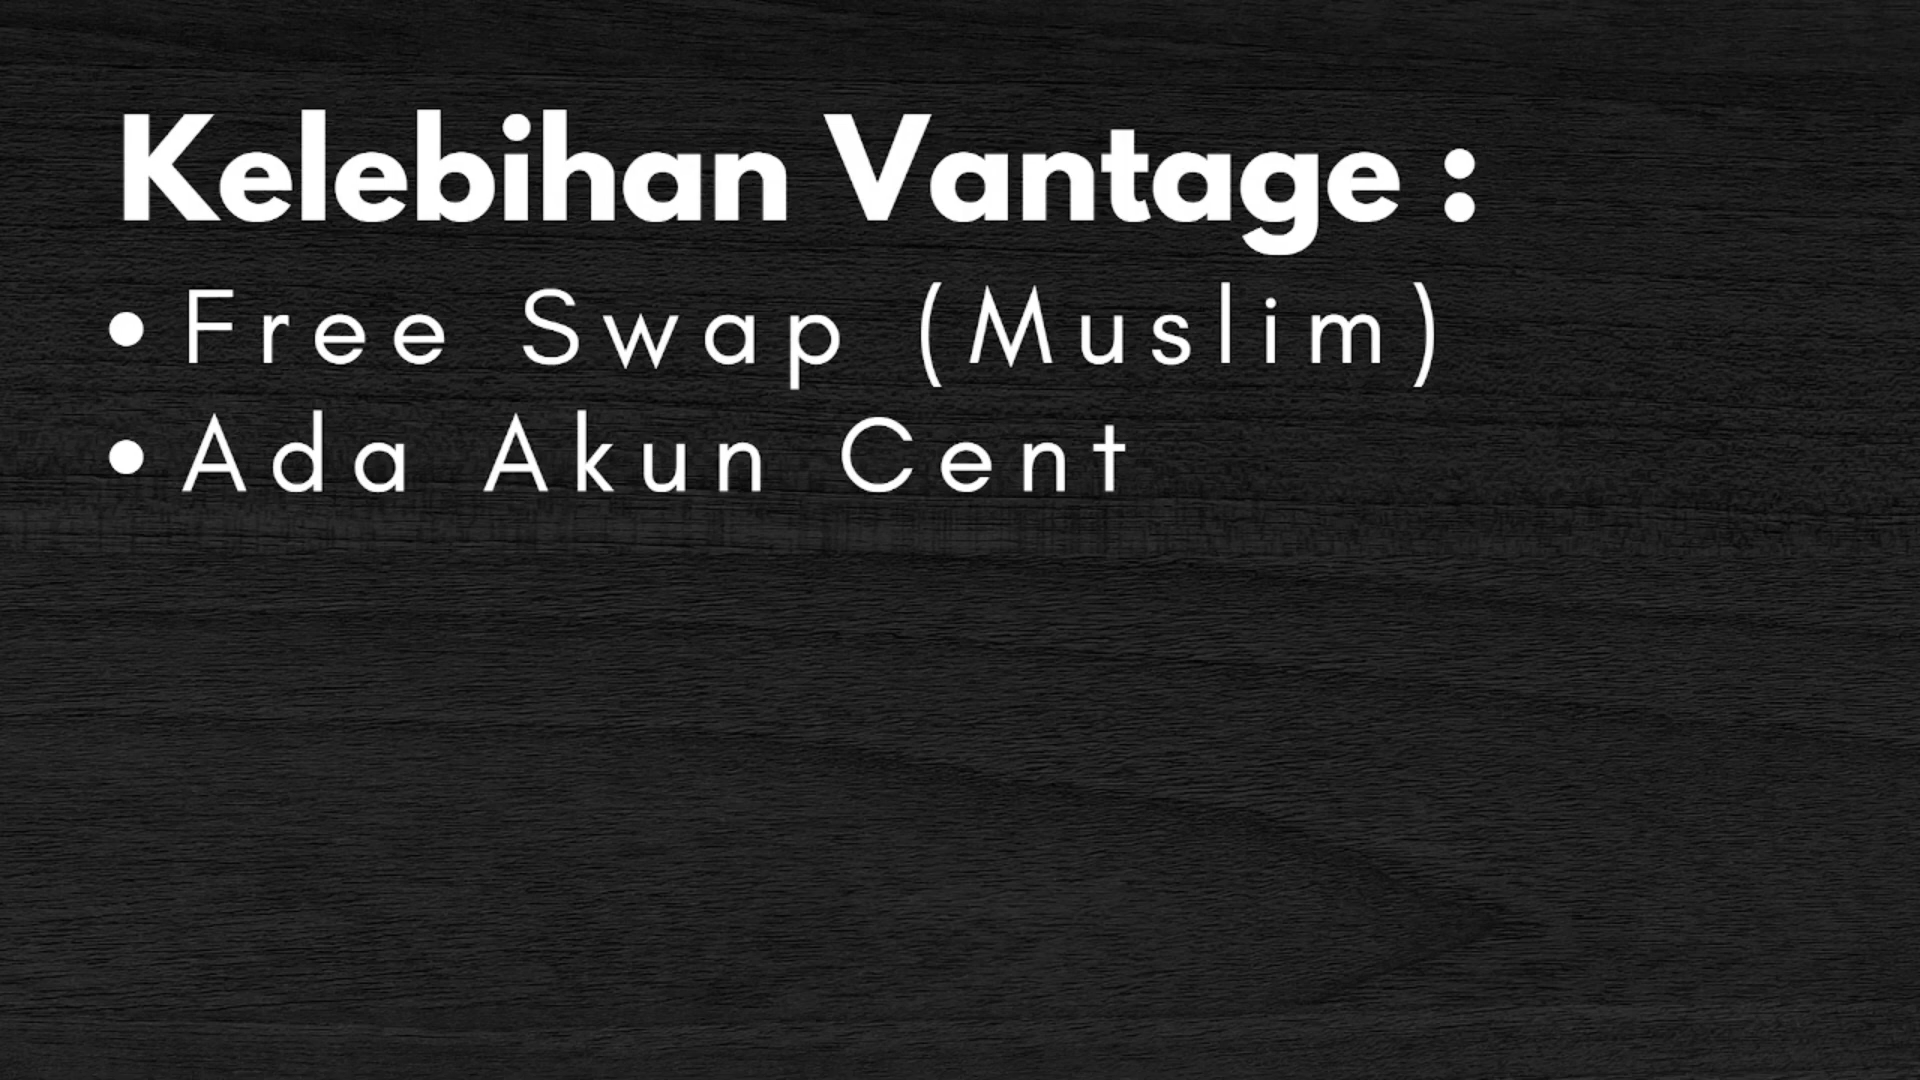 Kelebihan Vantage :
• Free Swap (Muslim)
• Ada Akun Cent